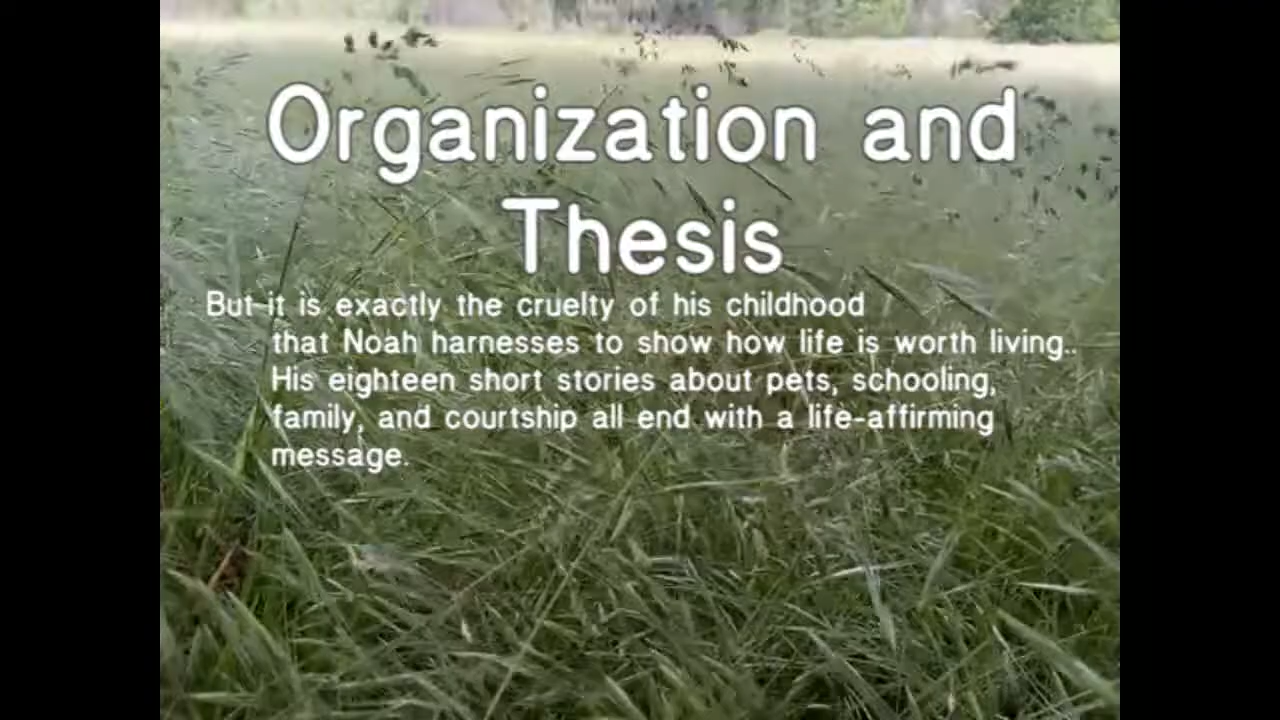 Organization and
Thesis
But it is exactly the cruelty of his childhood
that Noah harnesses to show how life is worth living..
His eighteen short stories about pets, schooling,
family, and courtship all end with a life-affirming
message.